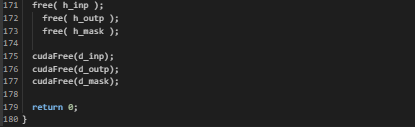 171 free( h_inp );
172 free( h_outp );
173 free( h_mask );
174
175 cudaFree(d_inp);
176 cudaFree(d_outp);
177 cudaFree(d_mask);
178
179 return 0;
180 }